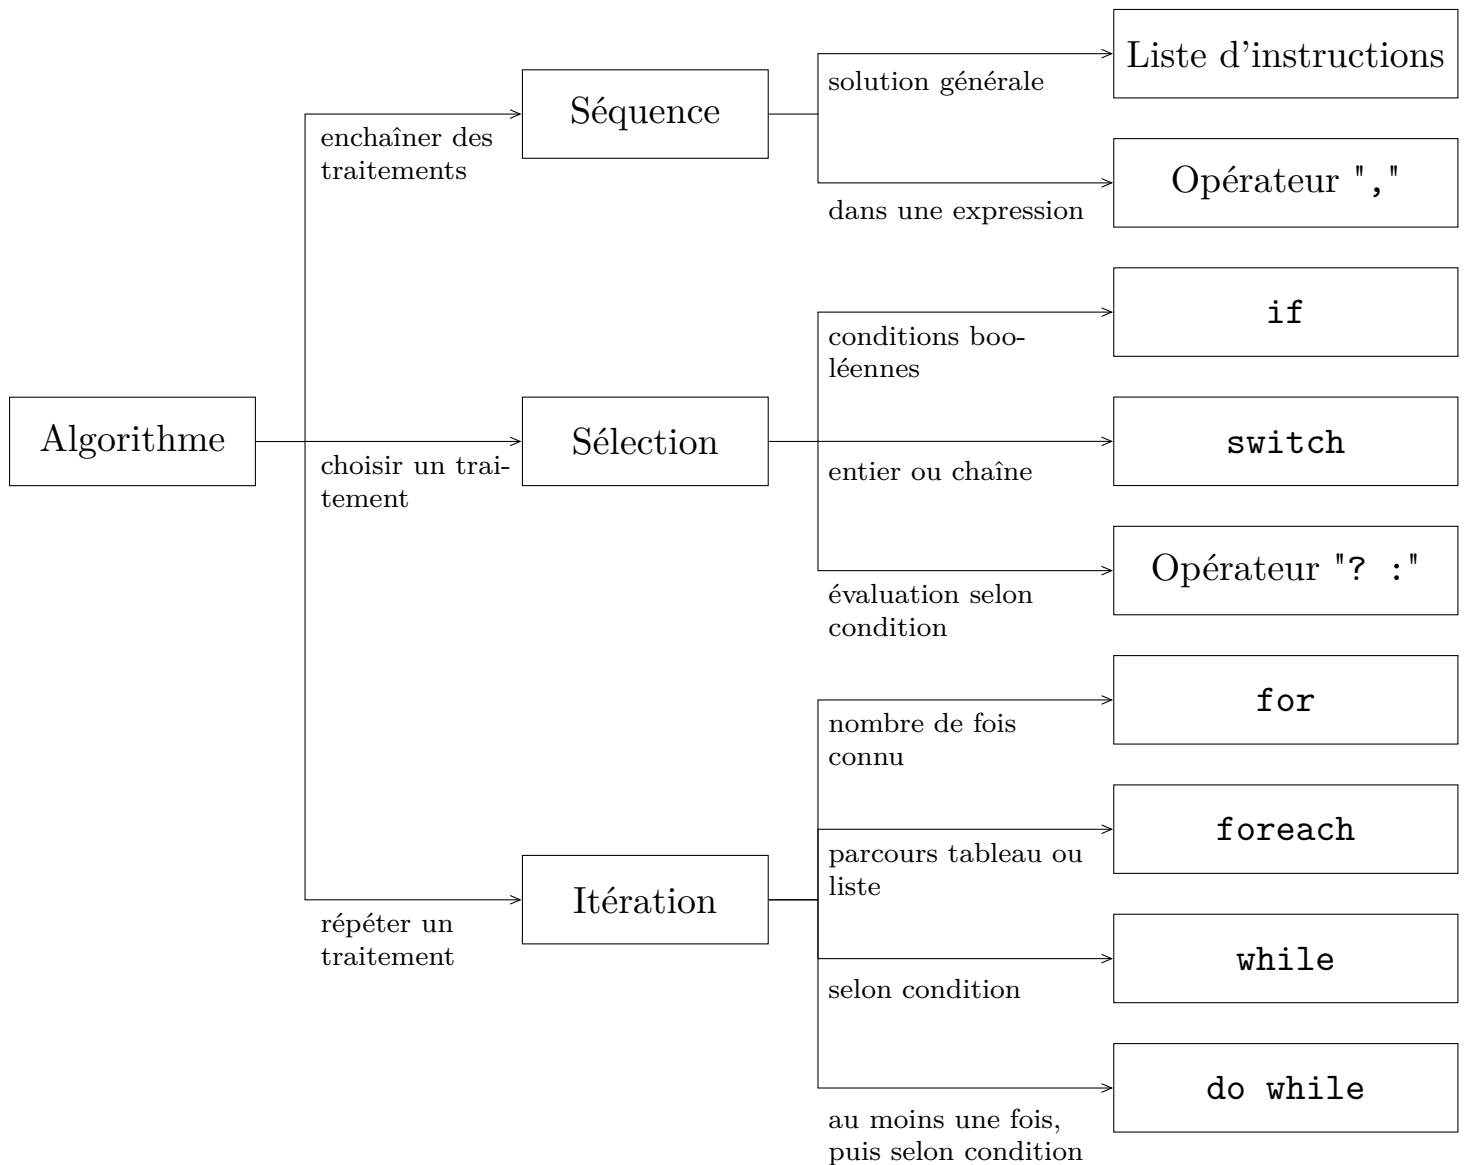 Liste d'instructions
solution générale
Séquence
enchaîner des
traitements
Opérateur ","
dans une expression
if
conditions boo-
léennes
Algorithme
Sélection
switch
choisir un trai-
tement
entier ou chaîne
Opérateur "? :"
évaluation selon
condition
for
nombre de fois
connu
foreach
parcours tableau ou
liste
Itération
répéter un
traitement
while
selon condition
do while
au moins une fois,
puis selon condition